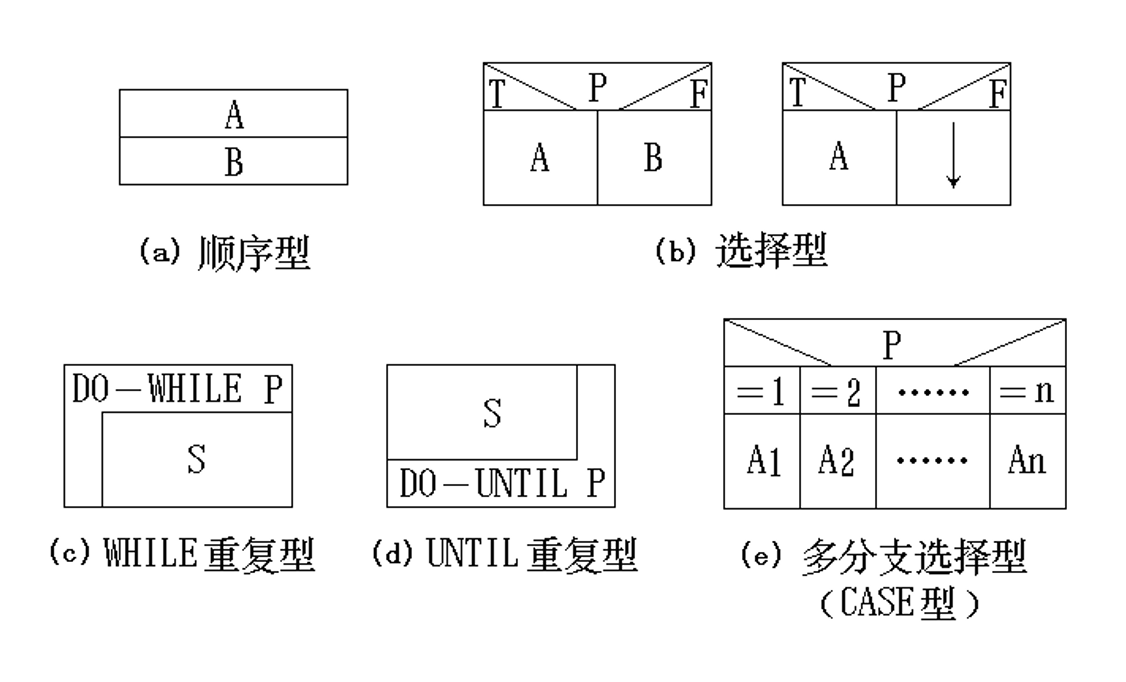 A
B
(a) 顺序型
T P F
A B
T P F
A
(b) 选择型
DO-WHILE P
S
(c) WHILE重复型
S
DO-UNTIL P
(d) UNTIL重复型
P
=1 =2 …… =n
A1 A2 …… An
(e) 多分支选择型
(CASE型)